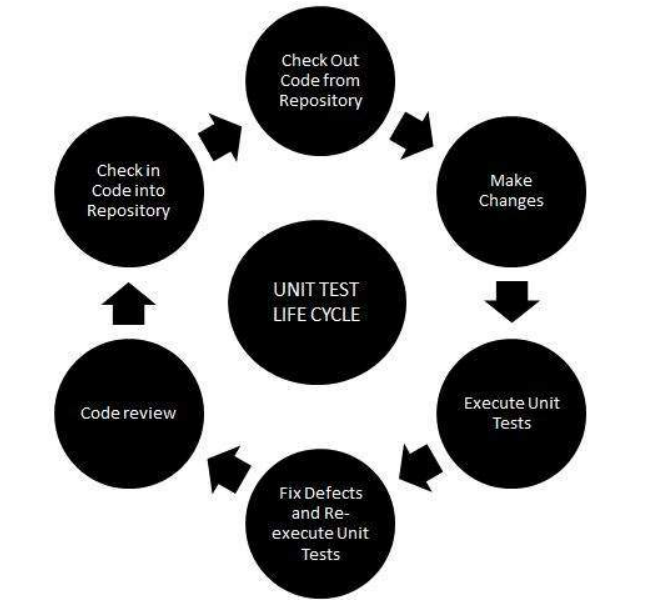 Check Out
Code from
Repository
Make
Changes
Execute Unit
Tests
Fix Defects
and Re-
execute Unit
Tests
Code review
Check in
Code into
Repository
UNIT TEST
LIFE CYCLE